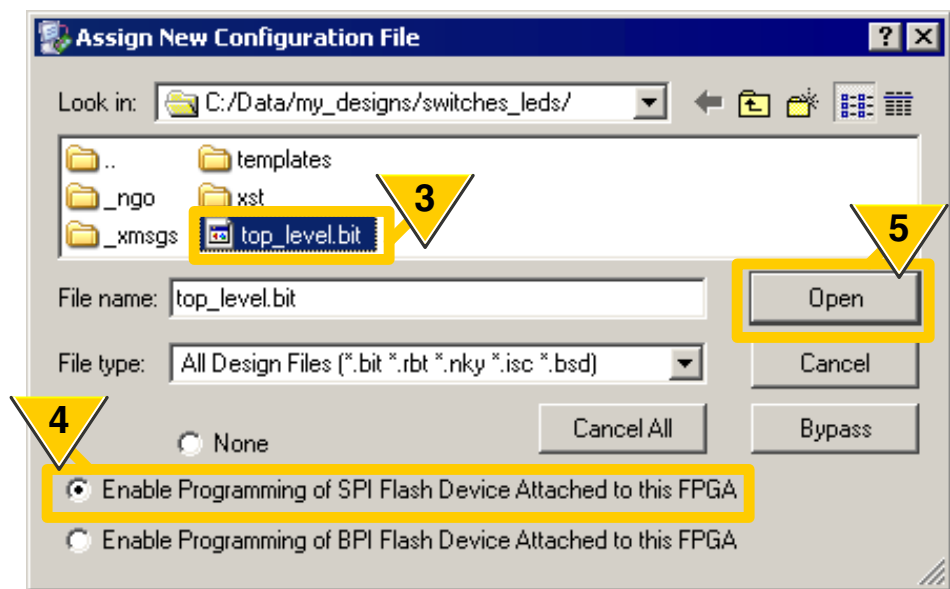 Assign New Configuration File
Look in: C:/Data/my_designs/switches_leds/
.. templates
_ngo xst 3
_xmsgs top_level.bit 5
File name: top_level.bit Open
File type: All Design Files (*.bit *.rbt *.nky *.isc *.bsd) Cancel
4 None Cancel All Bypass
Enable Programming of SPI Flash Device Attached to this FPGA
Enable Programming of BPI Flash Device Attached to this FPGA